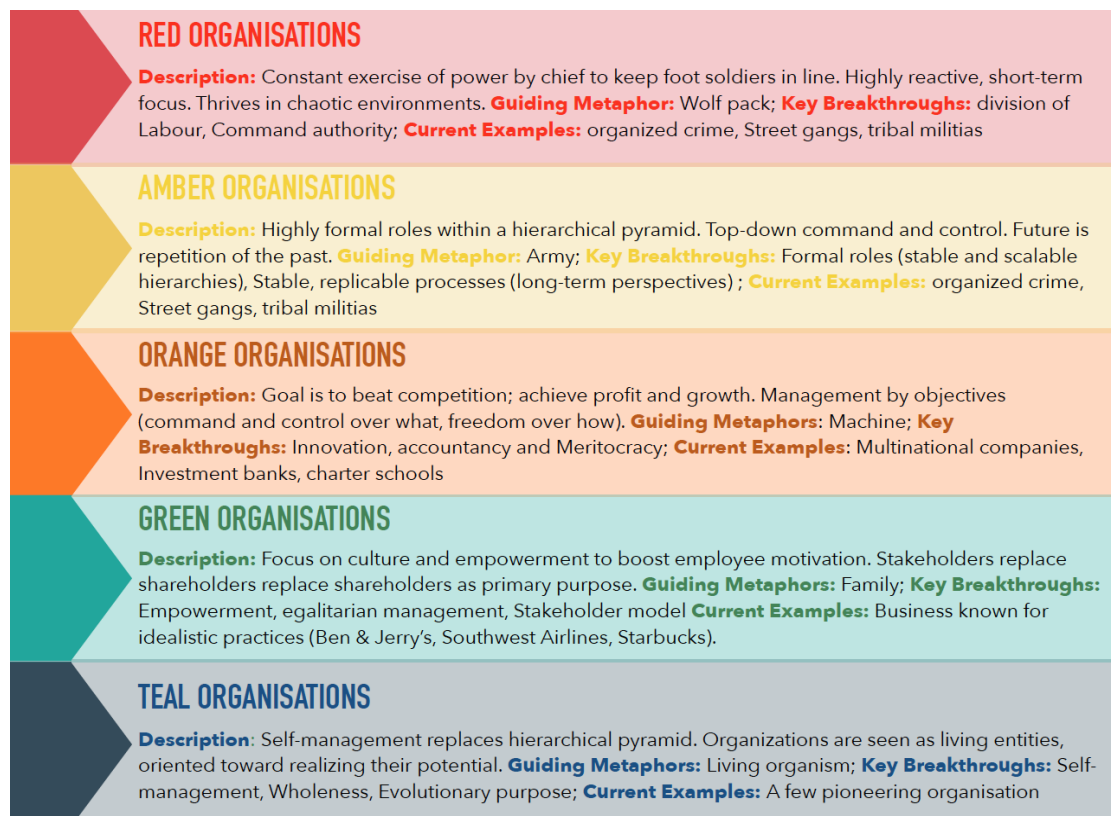 RED ORGANISATIONS
Description: Constant exercise of power by chief to keep foot soldiers in line. Highly reactive, short-term
focus. Thrives in chaotic environments. Guiding Metaphor: Wolf pack; Key Breakthroughs: division of
Labour, Command authority; Current Examples: organized crime, Street gangs, tribal militias
AMBER ORGANISATIONS
Description: Highly formal roles within a hierarchical pyramid. Top-down command and control. Future is
repetition of the past. Guiding Metaphor: Army; Key Breakthroughs: Formal roles (stable and scalable
hierarchies), Stable, replicable processes (long-term perspectives) ; Current Examples: organized crime,
Street gangs, tribal militias
ORANGE ORGANISATIONS
Description: Goal is to beat competition; achieve profit and growth. Management by objectives
(command and control over what, freedom over how). Guiding Metaphors: Machine; Key
Breakthroughs: Innovation, accountancy and Meritocracy; Current Examples: Multinational companies,
Investment banks, charter schools
GREEN ORGANISATIONS
Description: Focus on culture and empowerment to boost employee motivation. Stakeholders replace
shareholders replace shareholders as primary purpose. Guiding Metaphors: Family; Key Breakthroughs:
Empowerment, egalitarian management, Stakeholder model Current Examples: Business known for
idealistic practices (Ben & Jerry’s, Southwest Airlines, Starbucks).
TEAL ORGANISATIONS
Description: Self-management replaces hierarchical pyramid. Organizations are seen as living entities,
oriented toward realizing their potential. Guiding Metaphors: Living organism; Key Breakthroughs: Self-
management, Wholeness, Evolutionary purpose; Current Examples: A few pioneering organisation